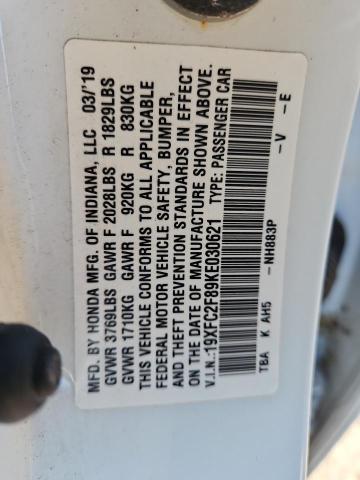 MFD. BY HONDA MFG. OF INDIANA, LLC 03/'19
GVWR 3769LBS GAWR F 2028LBS R 1829LBS
GVWR 1710KG GAWR F 920KG R 830KG
THIS VEHICLE CONFORMS TO ALL APPLICABLE
FEDERAL MOTOR VEHICLE SAFETY, BUMPER,
AND THEFT PREVENTION STANDARDS IN EFFECT
ON THE DATE OF MANUFACTURE SHOWN ABOVE.
V.I.N.:19XFC2F89KE030621 TYPE: PASSENGER CAR
-NH883P -V -E
TBA K AH5